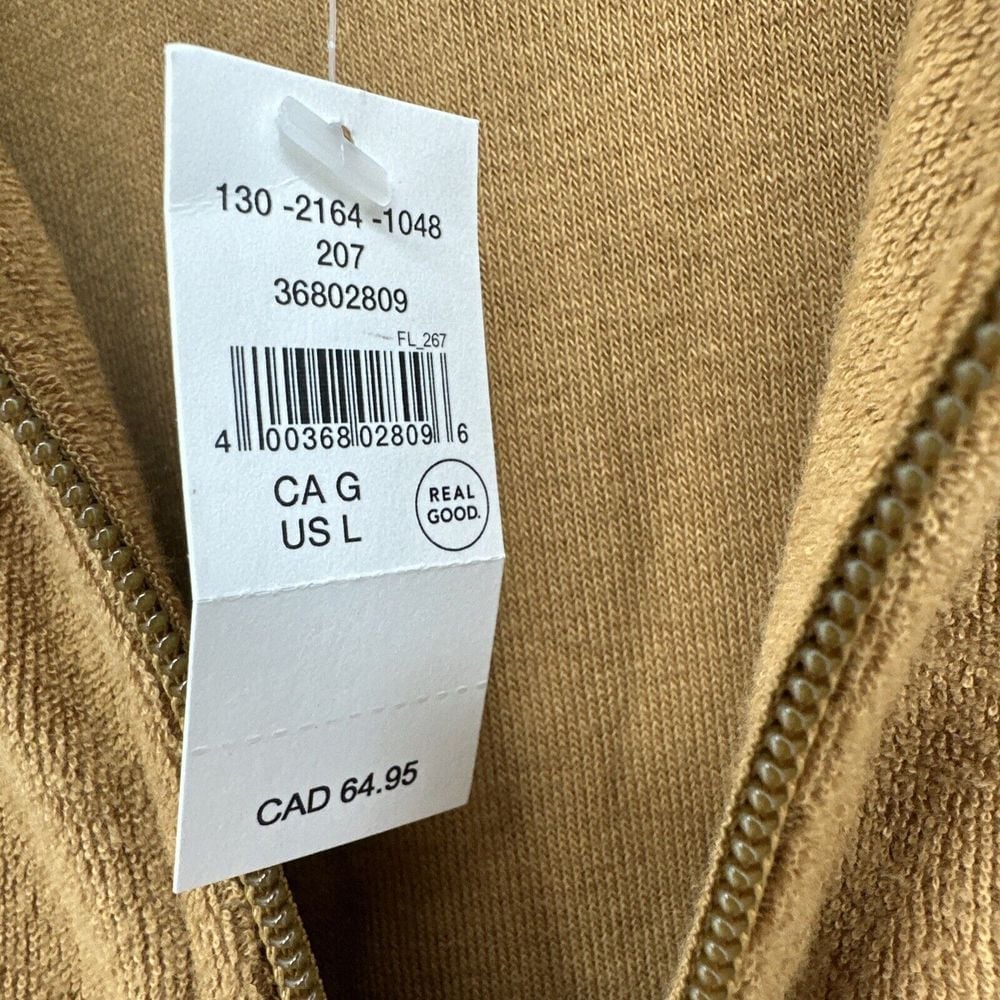 130 -2164 -1048
207
36802809
FL_267
4 00368 02809 6
CA G
US L
REAL
GOOD.
CAD 64.95